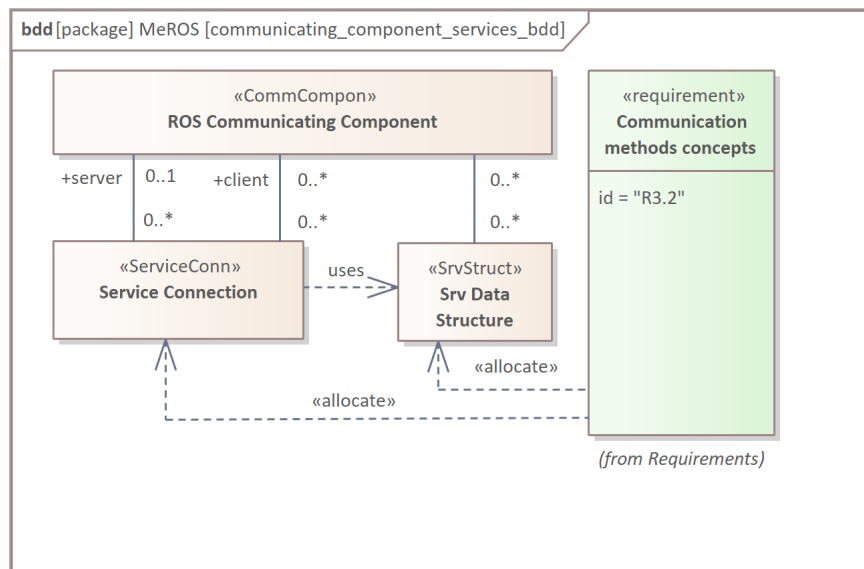 bdd [package] MeROS [communicating_component_services_bdd]
«CommCompon»
ROS Communicating Component
«requirement»
Communication
methods concepts
id = "R3.2"
+server
0..1
+client
0..*
0..*
0..*
0..*
0..*
«ServiceConn»
Service Connection
uses
«SrvStruct»
Srv Data
Structure
«allocate»
«allocate»
(from Requirements)